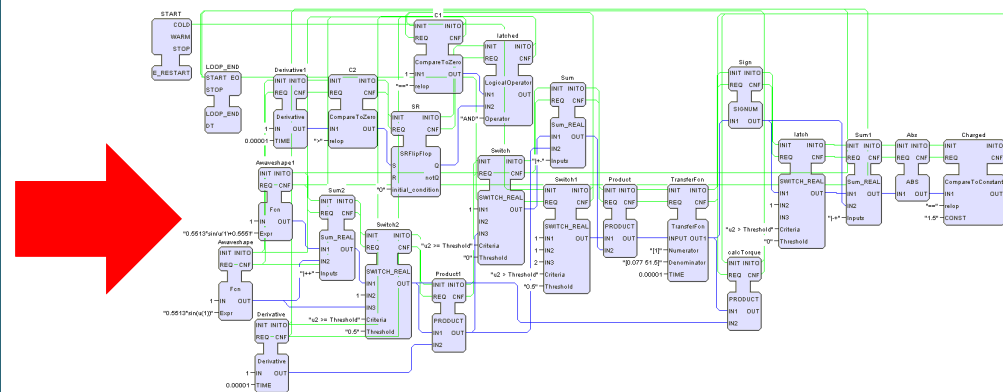 START
COLD
WARM
STOP
E_RESTART
LOOP_END
START EO
STOP
LOOP_END
DT
Derivative1
INIT INITO
REQ CNF
Derivative
IN OUT
0.00001 TIME
C2
INIT INITO
REQ CNF
CompareToZero
IN1 OUT
">" relop
C1
INIT INITO
REQ CNF
CompareToZero
1 IN1 OUT
"==" relop
latched
INIT INITO
REQ CNF
LogicalOperator
IN1 OUT
IN2
"AND" Operator
SR
INIT INITO
REQ CNF
SRFlipFlop
S Q
R notQ
"0" initial_condition
Sum
INIT INITO
REQ CNF
Sum_REAL
IN1 OUT
IN2
"|+-" Inputs
Sign
INIT INITO
REQ CNF
SIGNUM
IN1 OUT
Awaveshape1
INIT INITO
REQ CNF
Fcn
1 IN OUT
Expr
Sum2
INIT INITO
REQ CNF
Sum_REAL
IN1 OUT
IN2
"|++" Inputs
Switch2
INIT INITO
REQ CNF
SWITCH_REAL
IN1 OUT
1 IN2
IN3
"u2 >= Threshold" Criteria
"0.5" Threshold
Switch
INIT INITO
REQ CNF
SWITCH_REAL
IN1 OUT
1 IN2
IN3
"u2 >= Threshold" Criteria
"0" Threshold
Switch1
INIT INITO
REQ CNF
SWITCH_REAL
1 IN1 OUT
IN2
IN3
"u2 > Threshold" Criteria
"0.5" Threshold
Product
INIT INITO
REQ CNF
PRODUCT
IN1 OUT
IN2
TransferFcn
INIT INITO
REQ CNF
TransferFcn
INPUT OUT1
"[1]" Numerator
"[0.077 51.5]" Denominator
0.00001 TIME
latch
INIT INITO
REQ CNF
SWITCH_REAL
IN1 OUT
IN2
IN3
"u2 > Threshold" Criteria
"0" Threshold
Sum1
INIT INITO
REQ CNF
Sum_REAL
IN1 OUT
IN2
"|-+" Inputs
Abs
INIT INITO
REQ CNF
ABS
IN1 OUT
Charged
INIT INITO
REQ CNF
CompareToConstant
IN1 OUT
"==" relop
"1.5" CONST
Awaveshape
INIT INITO
REQ CNF
Fcn
1 IN OUT
"0.5513*sin(u(1))" Expr
Product1
INIT INITO
REQ CNF
PRODUCT
IN1 OUT
IN2
calcTorque
INIT INITO
REQ CNF
PRODUCT
IN1 OUT
IN2
Derivative
INIT INITO
REQ CNF
Derivative
1 IN OUT
0.00001 TIME